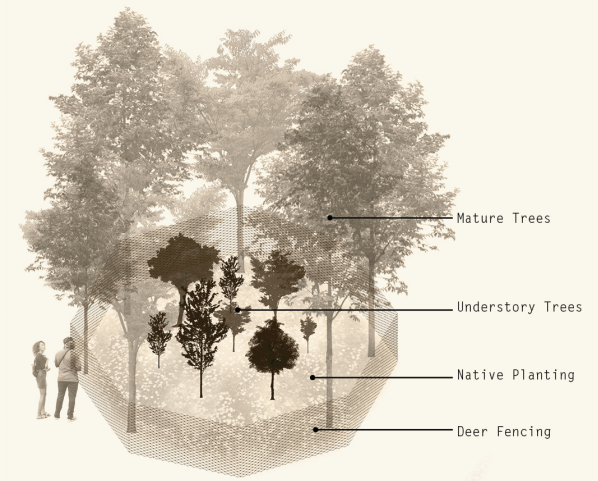 Mature Trees
Understory Trees
Native Planting
Deer Fencing